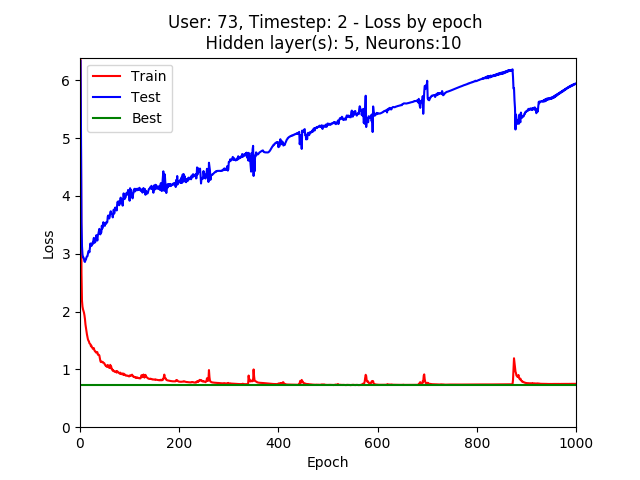 User: 73, Timestep: 2 - Loss by epoch
Hidden layer(s): 5, Neurons:10
Train
Test
Best
6
5
4
3
2
1
0
Loss
0 200 400 600 800 1000
Epoch